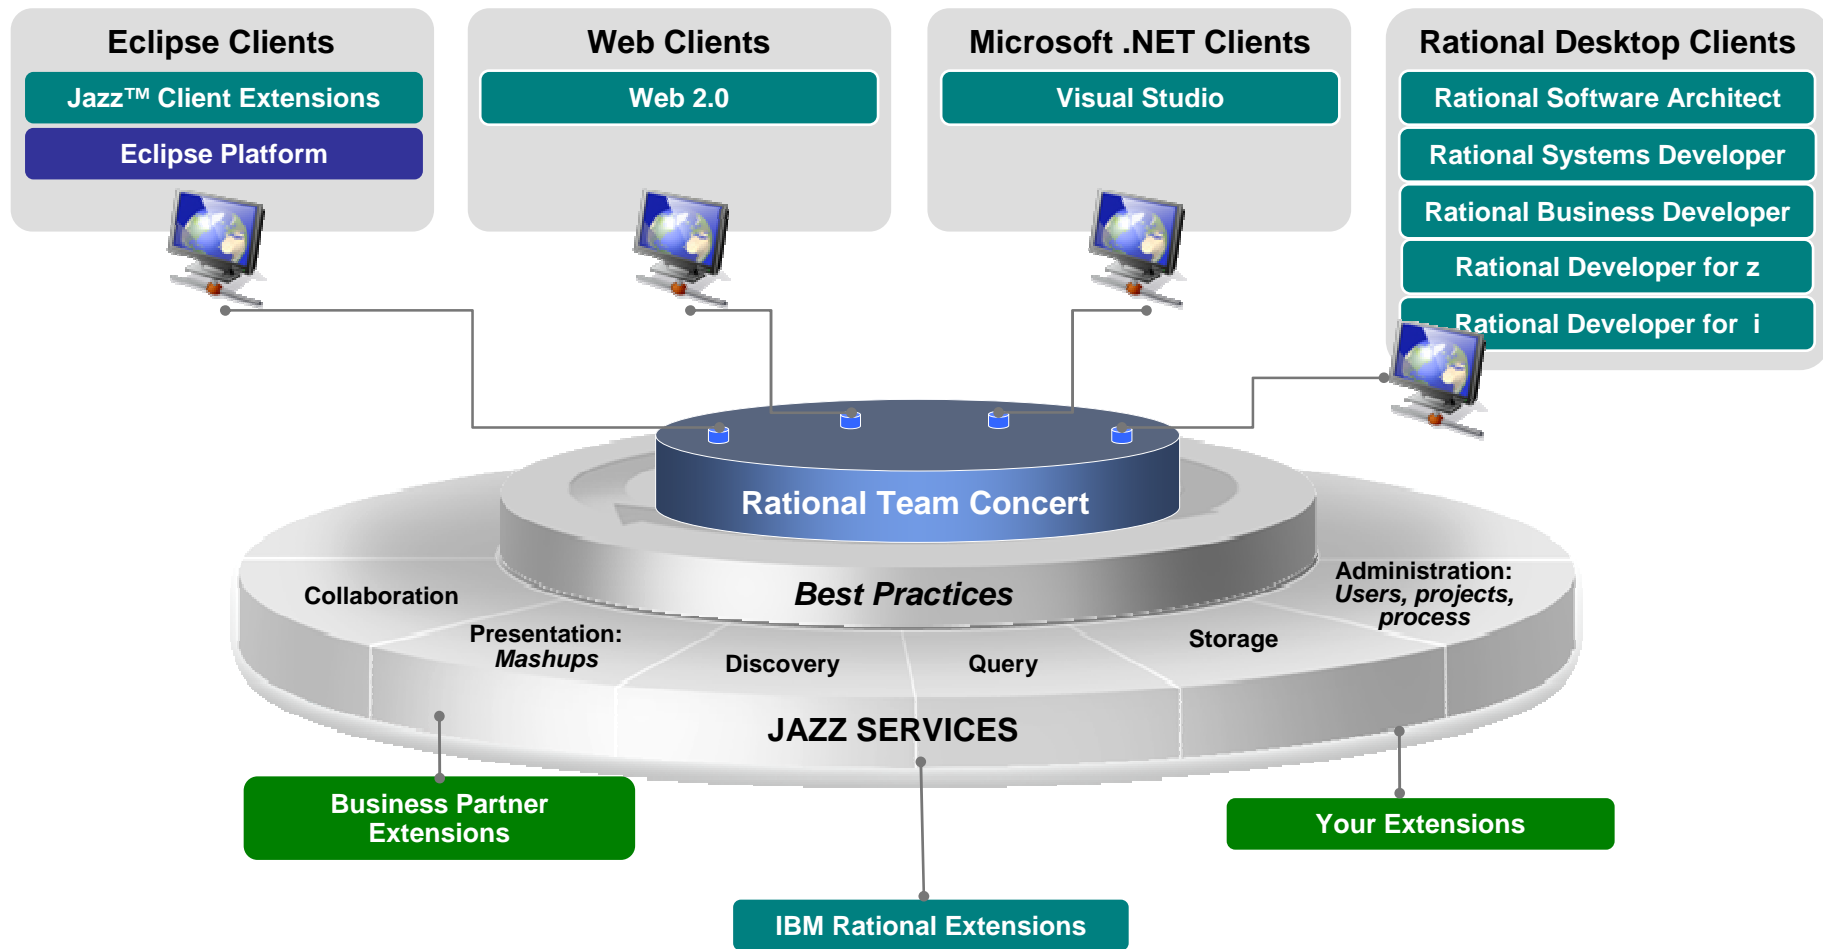 Eclipse Clients
Jazz™ Client Extensions
Eclipse Platform
Web Clients
Web 2.0
Microsoft .NET Clients
Visual Studio
Rational Desktop Clients
Rational Software Architect
Rational Systems Developer
Rational Business Developer
Rational Developer for z
Rational Developer for i
Rational Team Concert
Best Practices
Collaboration
Presentation:
Mashups
Discovery
Query
Storage
Administration:
Users, projects,
process
JAZZ SERVICES
Business Partner
Extensions
IBM Rational Extensions
Your Extensions